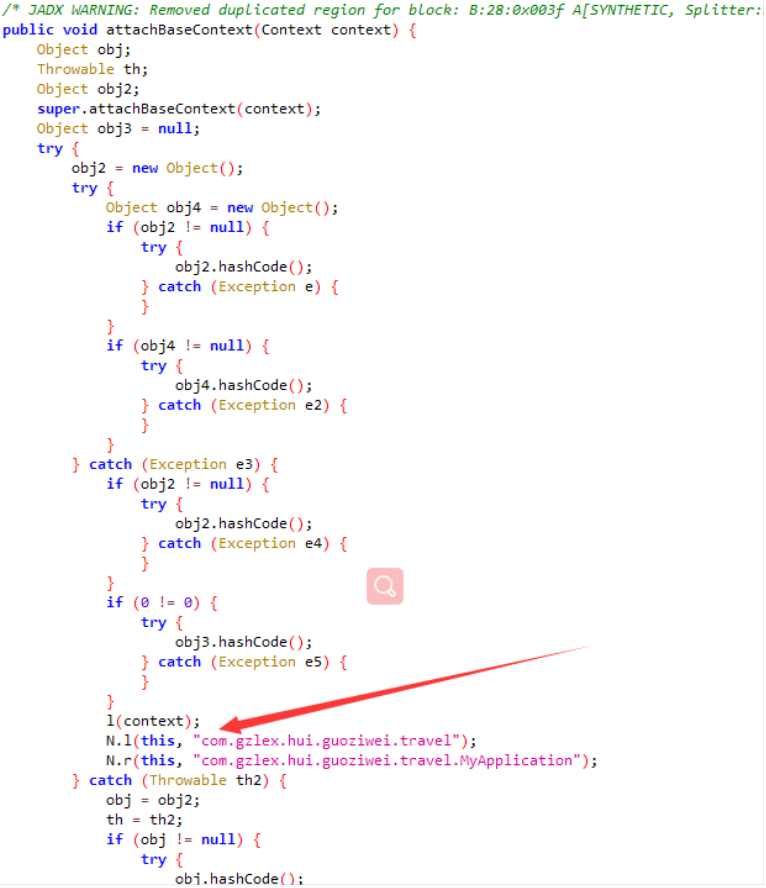 /* JADX WARNING: Removed duplicated region for block: B:28:0x003f A[SYNTHETIC, Splitter:
public void attachBaseContext(Context context) {
Object obj;
Throwable th;
Object obj2;
super.attachBaseContext(context);
Object obj3 = null;
try {
obj2 = new Object();
try {
Object obj4 = new Object();
if (obj2 != null) {
try {
obj2.hashCode();
} catch (Exception e) {
}
}
if (obj4 != null) {
try {
obj4.hashCode();
} catch (Exception e2) {
}
}
} catch (Exception e3) {
if (obj2 != null) {
try {
obj2.hashCode();
} catch (Exception e4) {
}
}
if (0 != 0) {
try {
obj3.hashCode();
} catch (Exception e5) {
}
}
l(context);
N.l(this, "com.gzlex.hui.guoziwei.travel");
N.r(this, "com.gzlex.hui.guoziwei.travel.MyApplication");
} catch (Throwable th2) {
obj = obj2;
th = th2;
if (obj != null) {
try {
obj.hashCode();